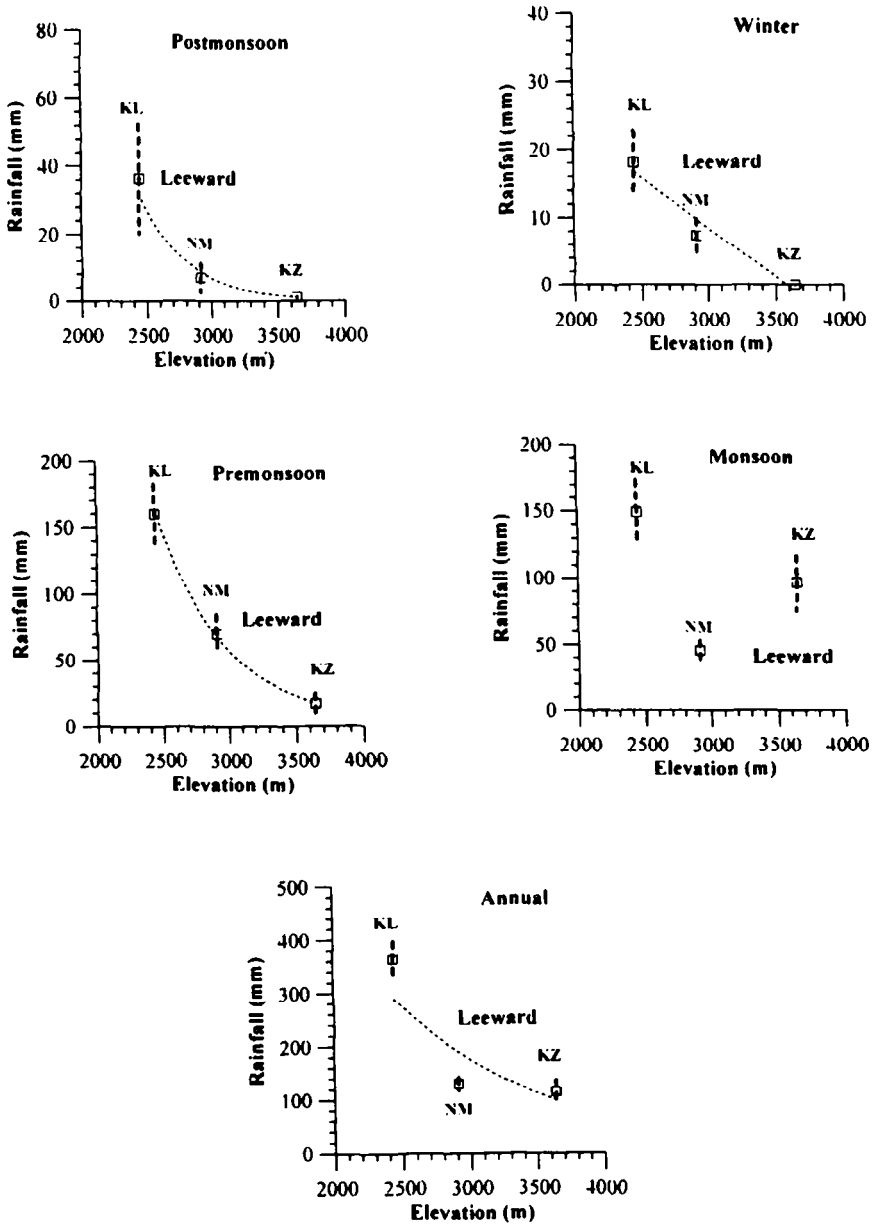 Postmonsoon
80
60
40
20
0
Rainfall (mm)
KL
Leeward
NM
KZ
2000 2500 3000 3500 4000
Elevation (m)
Winter
40
30
20
10
0
Rainfall (mm)
KL
Leeward
NM
KZ
2000 2500 3000 3500 4000
Elevation (m)
Premonsoon
200
150
100
50
0
Rainfall (mm)
KL
NM
Leeward
KZ
2000 2500 3000 3500 4000
Elevation (m)
Monsoon
200
150
100
50
0
Rainfall (mm)
KL
KZ
NM
Leeward
2000 2500 3000 3500 4000
Elevation (m)
Annual
500
400
300
200
100
0
Rainfall (mm)
KL
Leeward
KZ
NM
2000 2500 3000 3500 4000
Elevation (m)